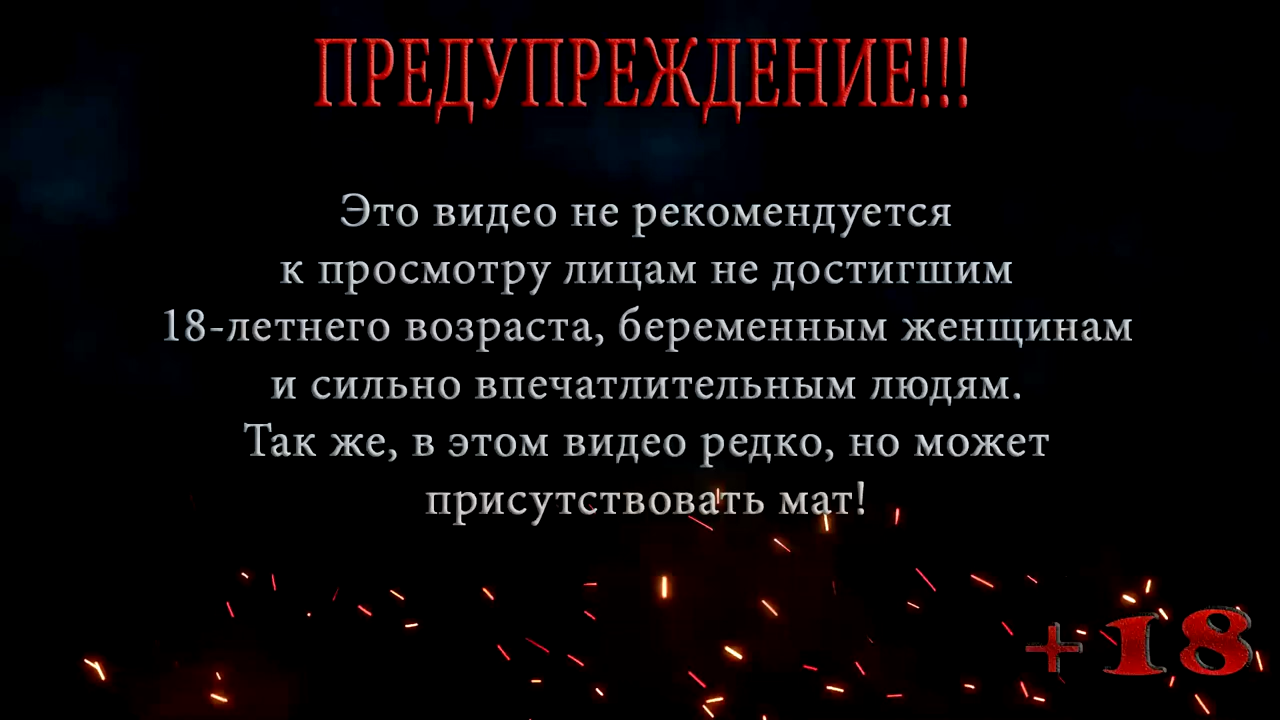 ПРЕДУПРЕЖДЕНИЕ!!!
Это видео не рекомендуется
к просмотру лицам не достигшим
18-летнего возраста, беременным женщинам
и сильно впечатлительным людям.
Так же, в этом видео редко, но может
присутствовать мат!
+18